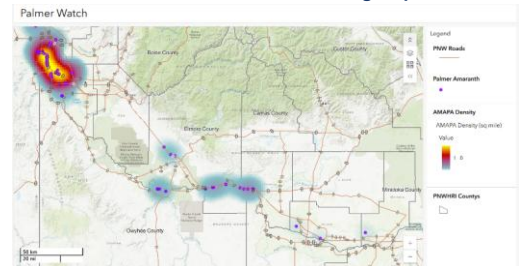 Palmer Watch
Legend
PNW Roads
Palmer Amaranth
AMAPA Density
AMAPA Density (sq mile)
Value
PNWHRI Countys
Boise County
Custer County
Camas County
Elmore County
Minidoka County
Owyhee County
50 km
20 mi